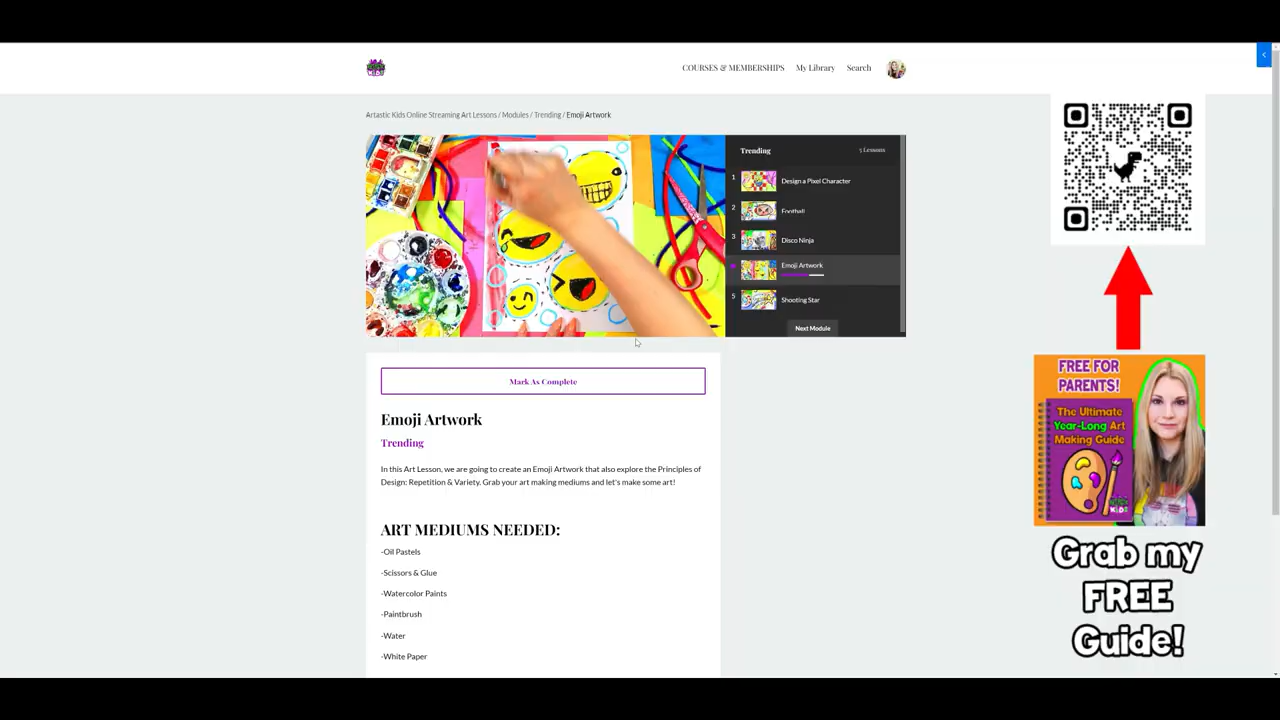 COURSES & MEMBERSHIPS
My Library
Search
Artastic Kids Online Streaming Art Lessons / Modules / Trending / Emoji Artwork
Trending
5 Lessons
1
Design a Pixel Character
2
Football
3
Disco Ninja
Emoji Artwork
5
Shooting Star
Next Module
Mark As Complete
Emoji Artwork
Trending
In this Art Lesson, we are going to create an Emoji Artwork that also explore the Principles of
Design: Repetition & Variety. Grab your art making mediums and let's make some art!
ART MEDIUMS NEEDED:
-Oil Pastels
-Scissors & Glue
-Watercolor Paints
-Paintbrush
-Water
-White Paper
FREE FOR
PARENTS!
The Ultimate
Year-Long Art
Making Guide
Grab my
FREE
Guide!